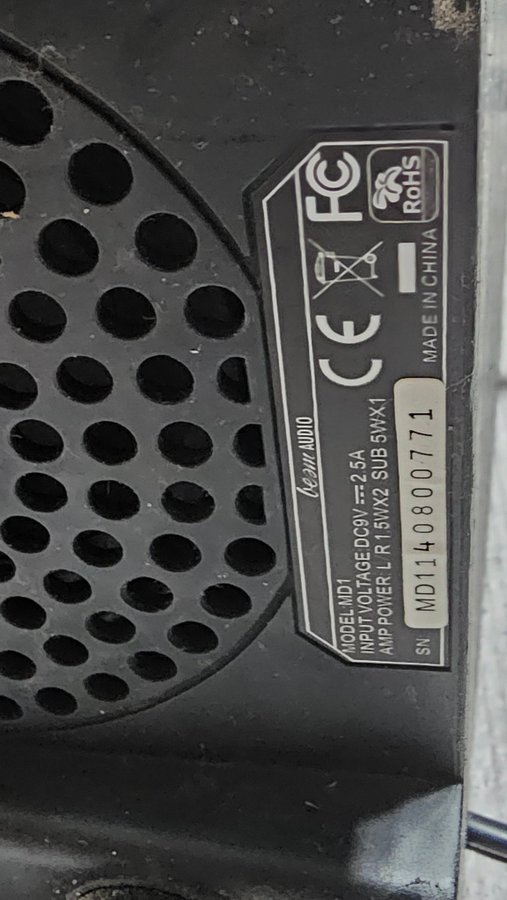 beam AUDIO
MODEL:MD1
INPUT VOLTAGE:DC9V⎓2.5A
AMP POWER: L R 1.5WX2 SUB 5WX1
SN: MD1140800771
MADE IN CHINA
CE
FC
RoHS